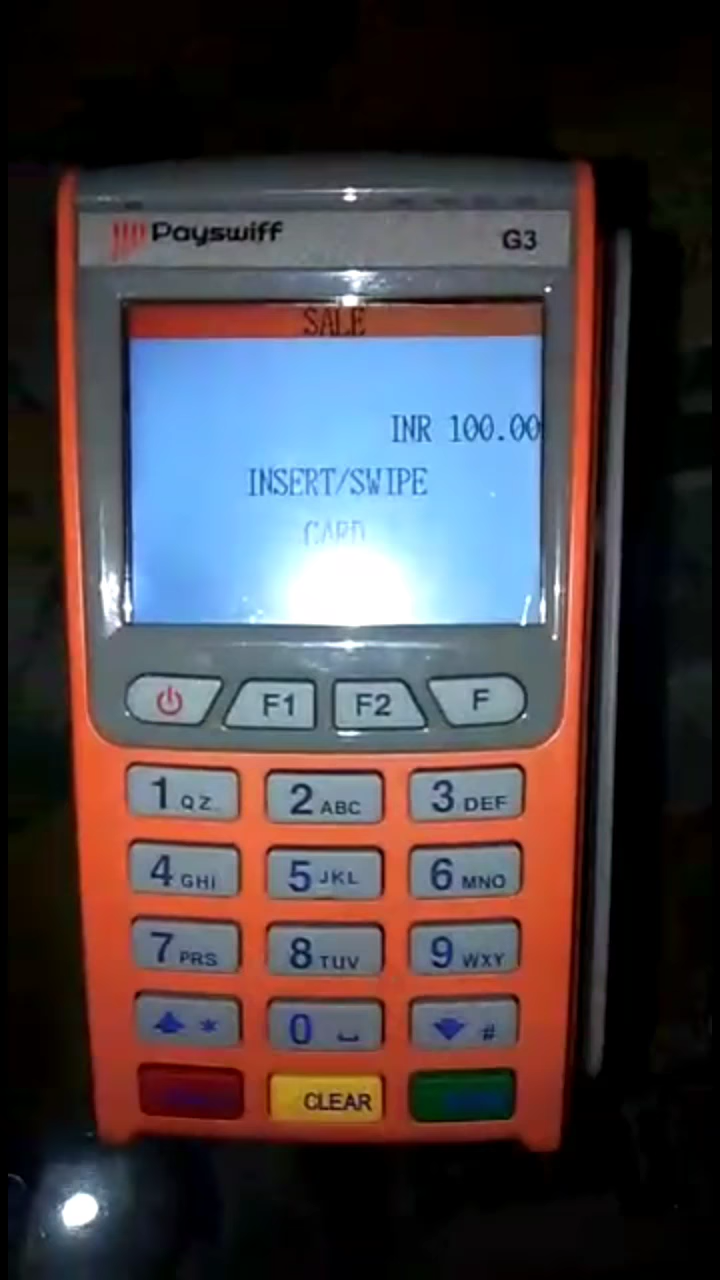 Payswiff G3
SALE
INR 100.00
INSERT/SWIPE
CARD
F1 F2 F
1 QZ 2 ABC 3 DEF
4 GHI 5 JKL 6 MNO
7 PRS 8 TUV 9 WXY
* 0 #
CLEAR